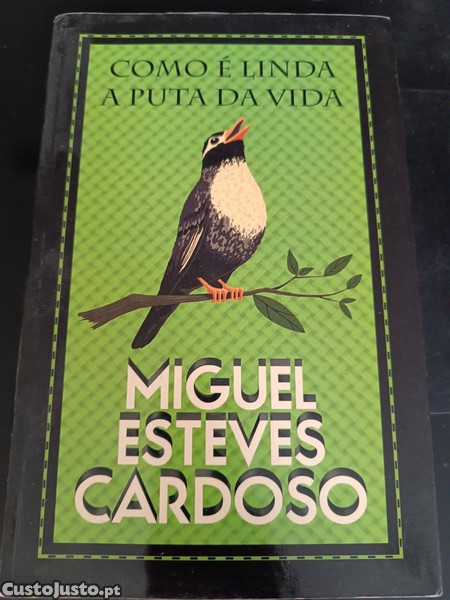 COMO É LINDA
A PUTA DA VIDA
MIGUEL
ESTEVES
CARDOSO
CustoJusto.pt